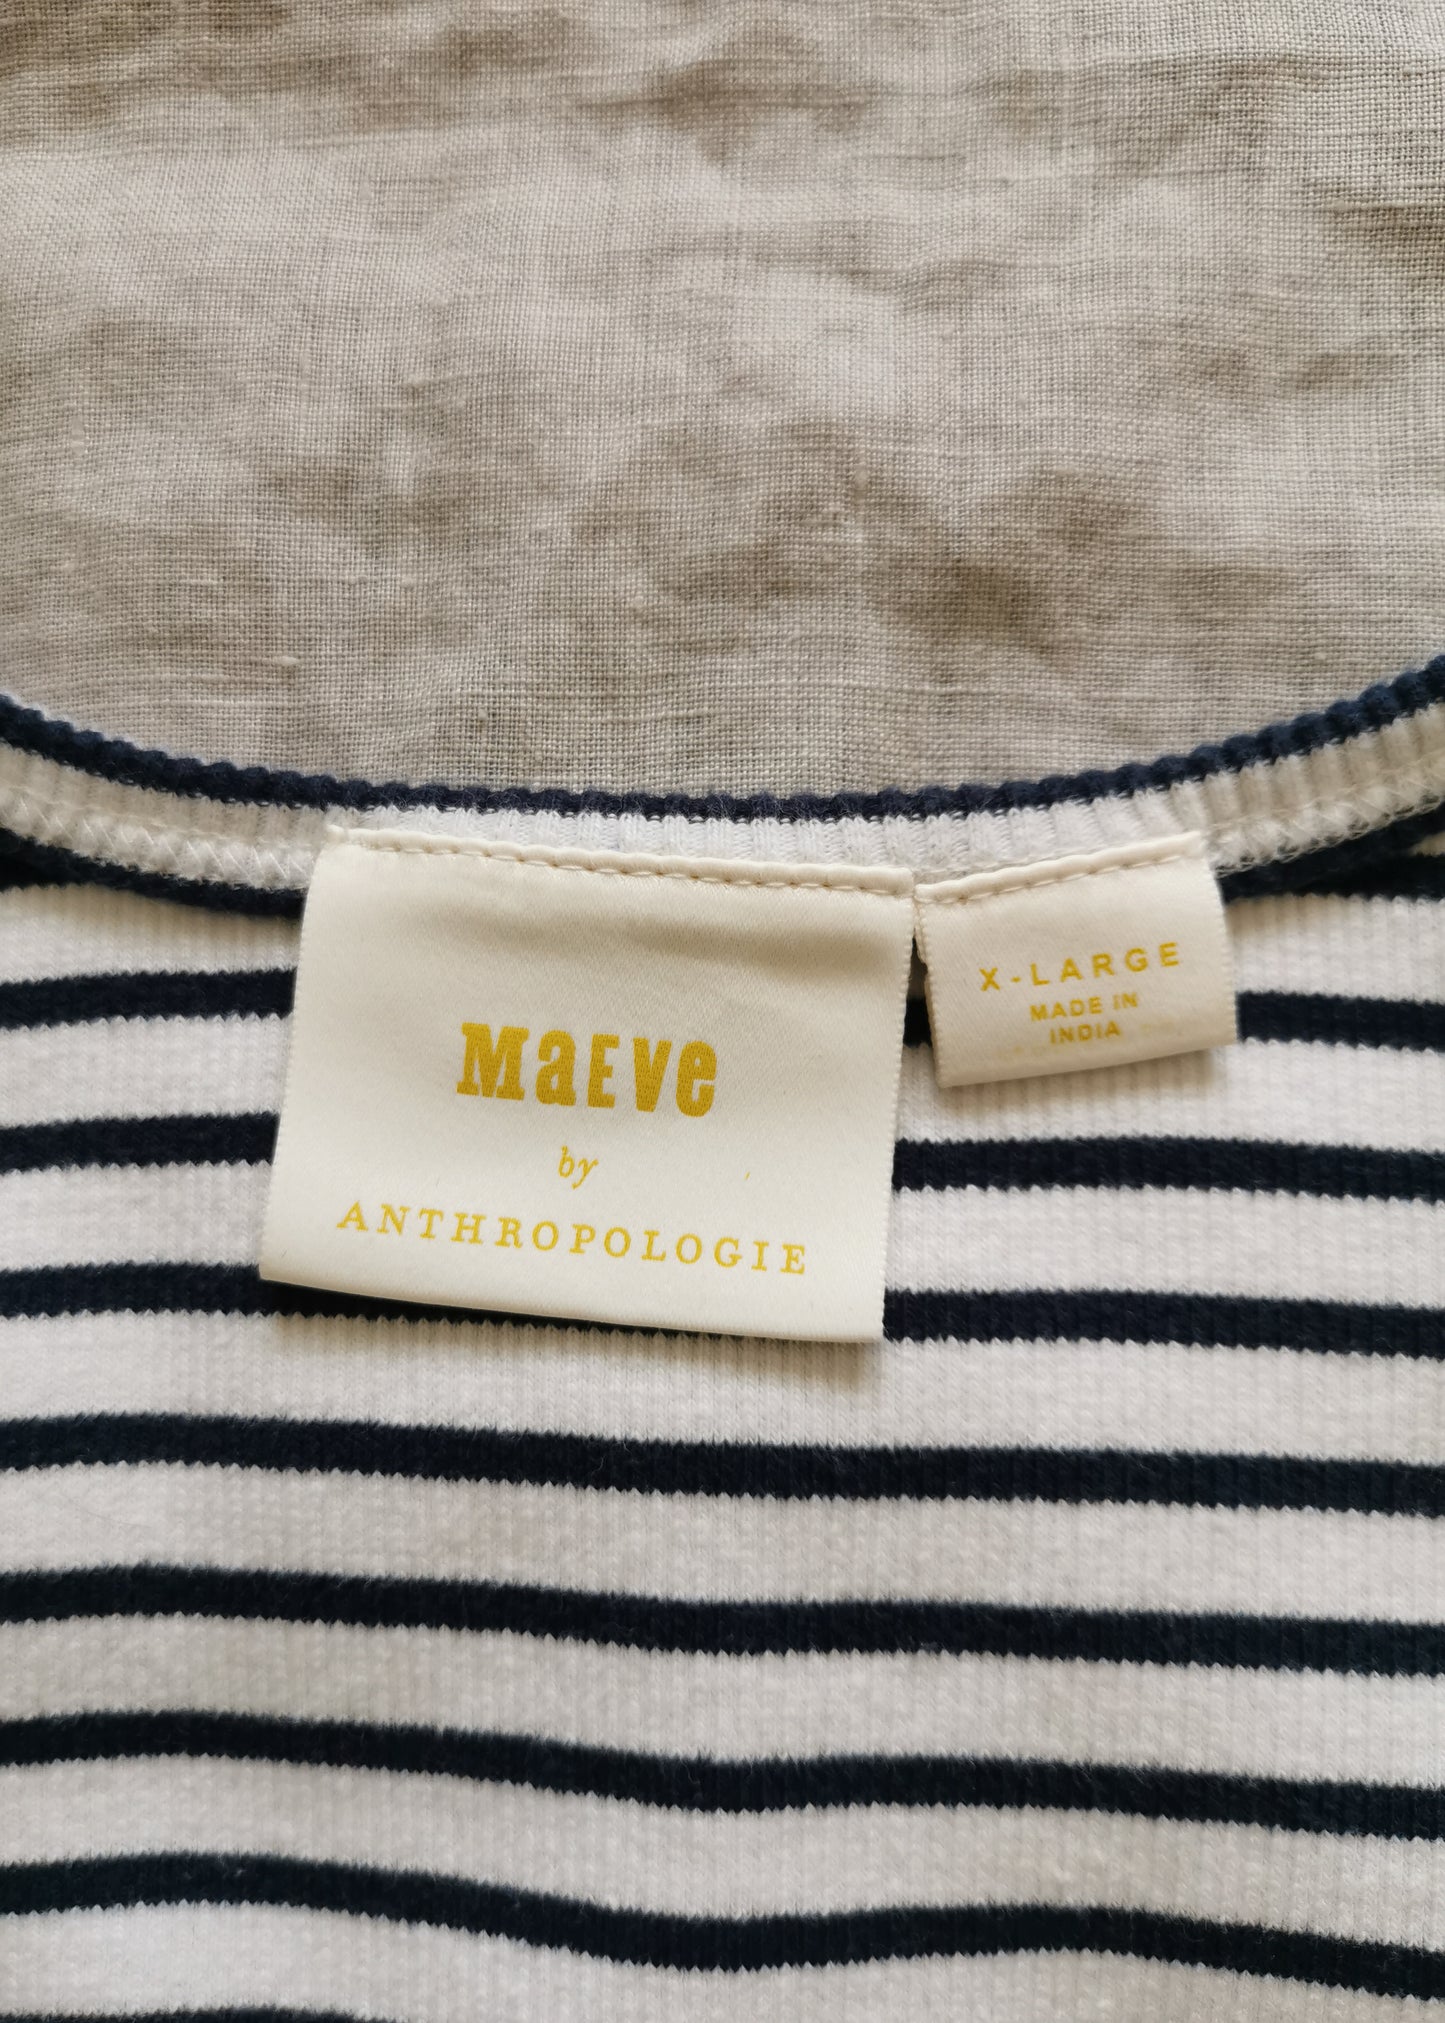 MaEVe
by
ANTHROPOLOGIE
X-LARGE
MADE IN
INDIA